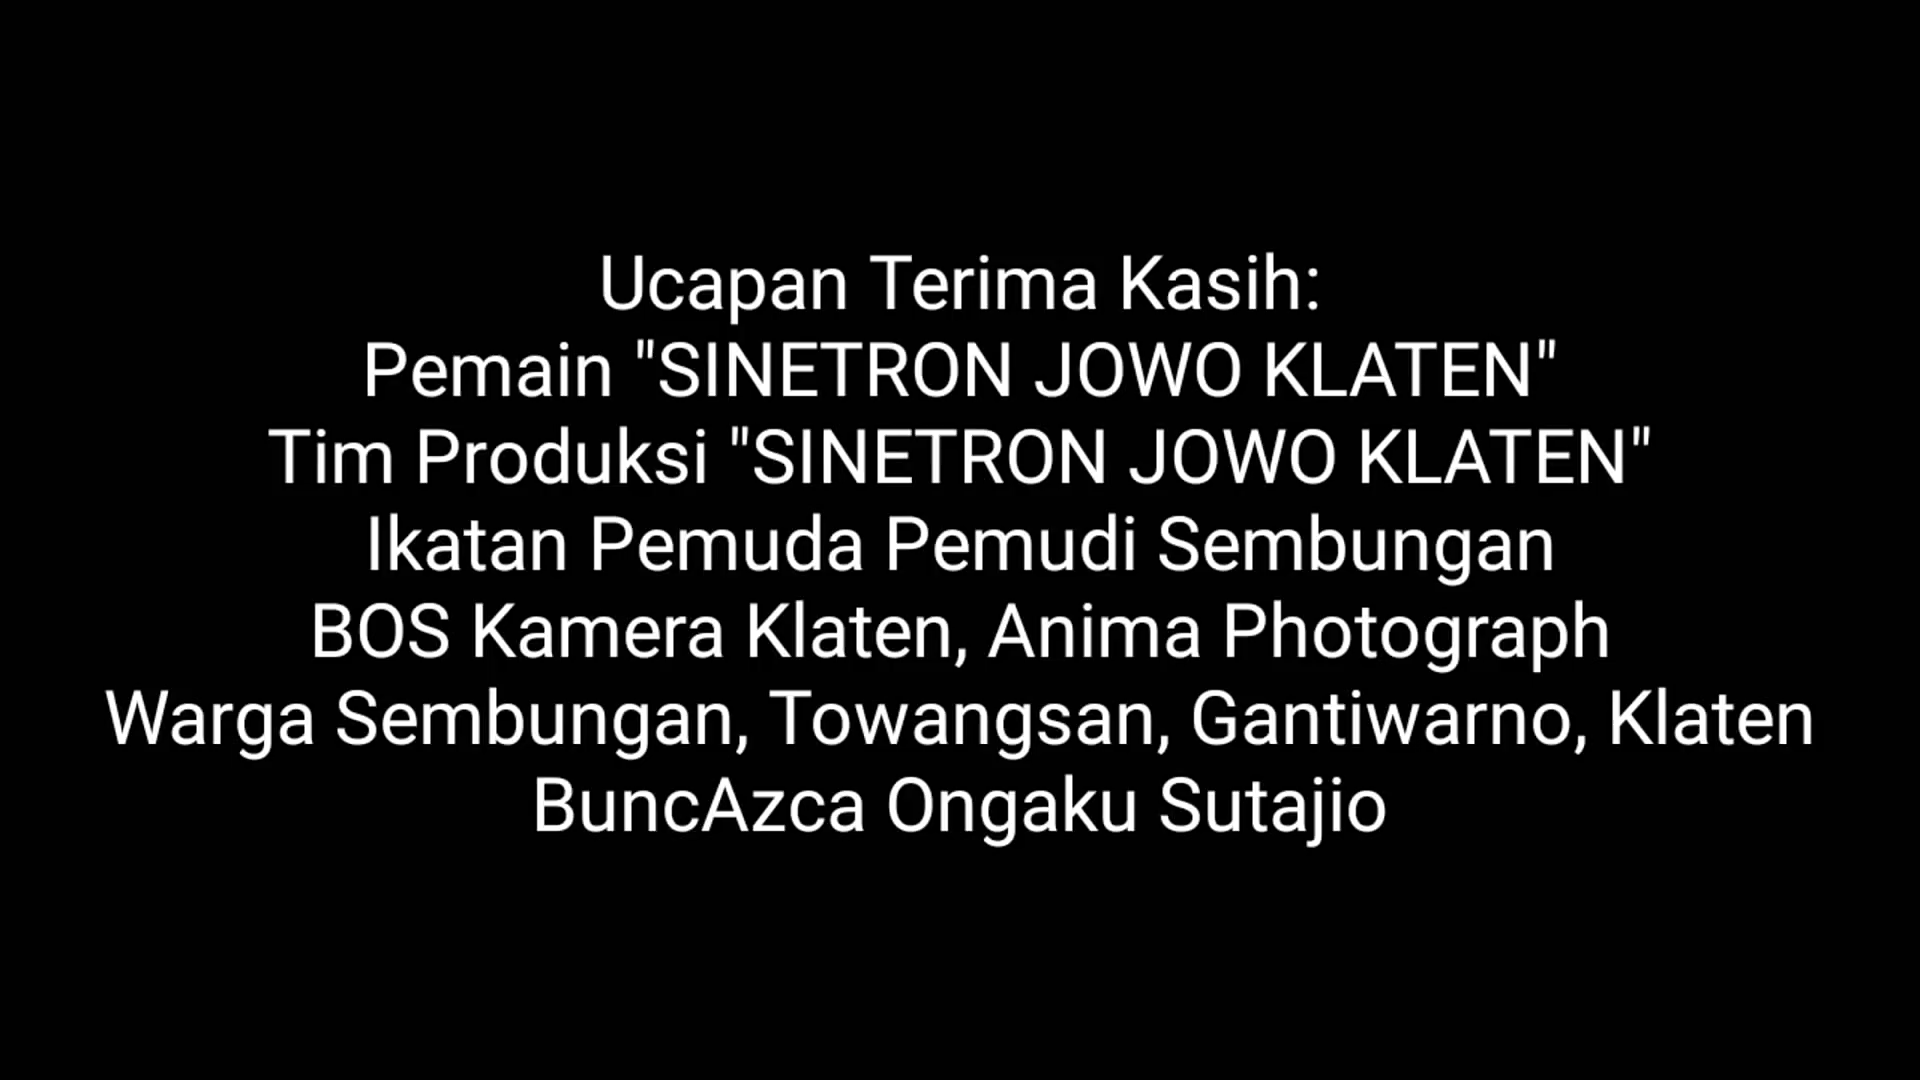 Ucapan Terima Kasih:
Pemain "SINETRON JOWO KLATEN"
Tim Produksi "SINETRON JOWO KLATEN"
Ikatan Pemuda Pemudi Sembungan
BOS Kamera Klaten, Anima Photograph
Warga Sembungan, Towangsan, Gantiwarno, Klaten
BuncAzca Ongaku Sutajio